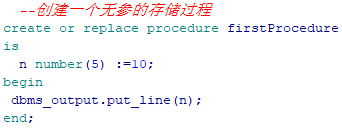 --创建一个无参的存储过程
create or replace procedure firstProcedure
is
  n number(5) :=10;
begin
 dbms_output.put_line(n);
end;